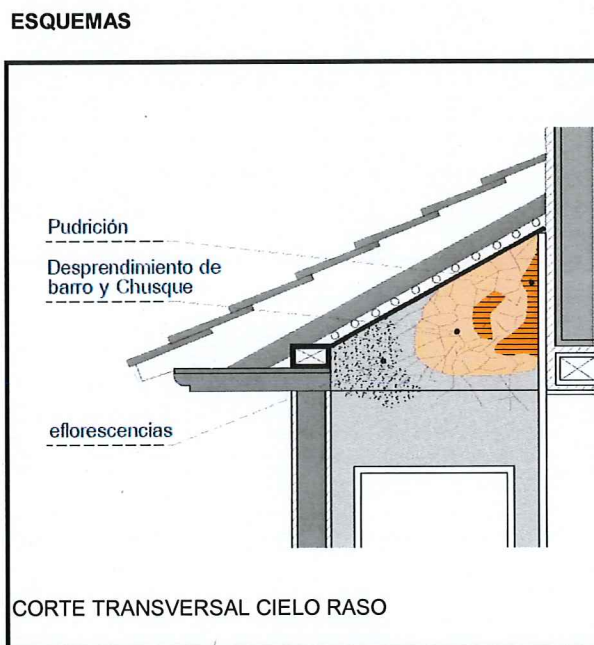 ESQUEMAS
Pudrición
Desprendimiento de
barro y Chusque
eflorescencias
CORTE TRANSVERSAL CIELO RASO